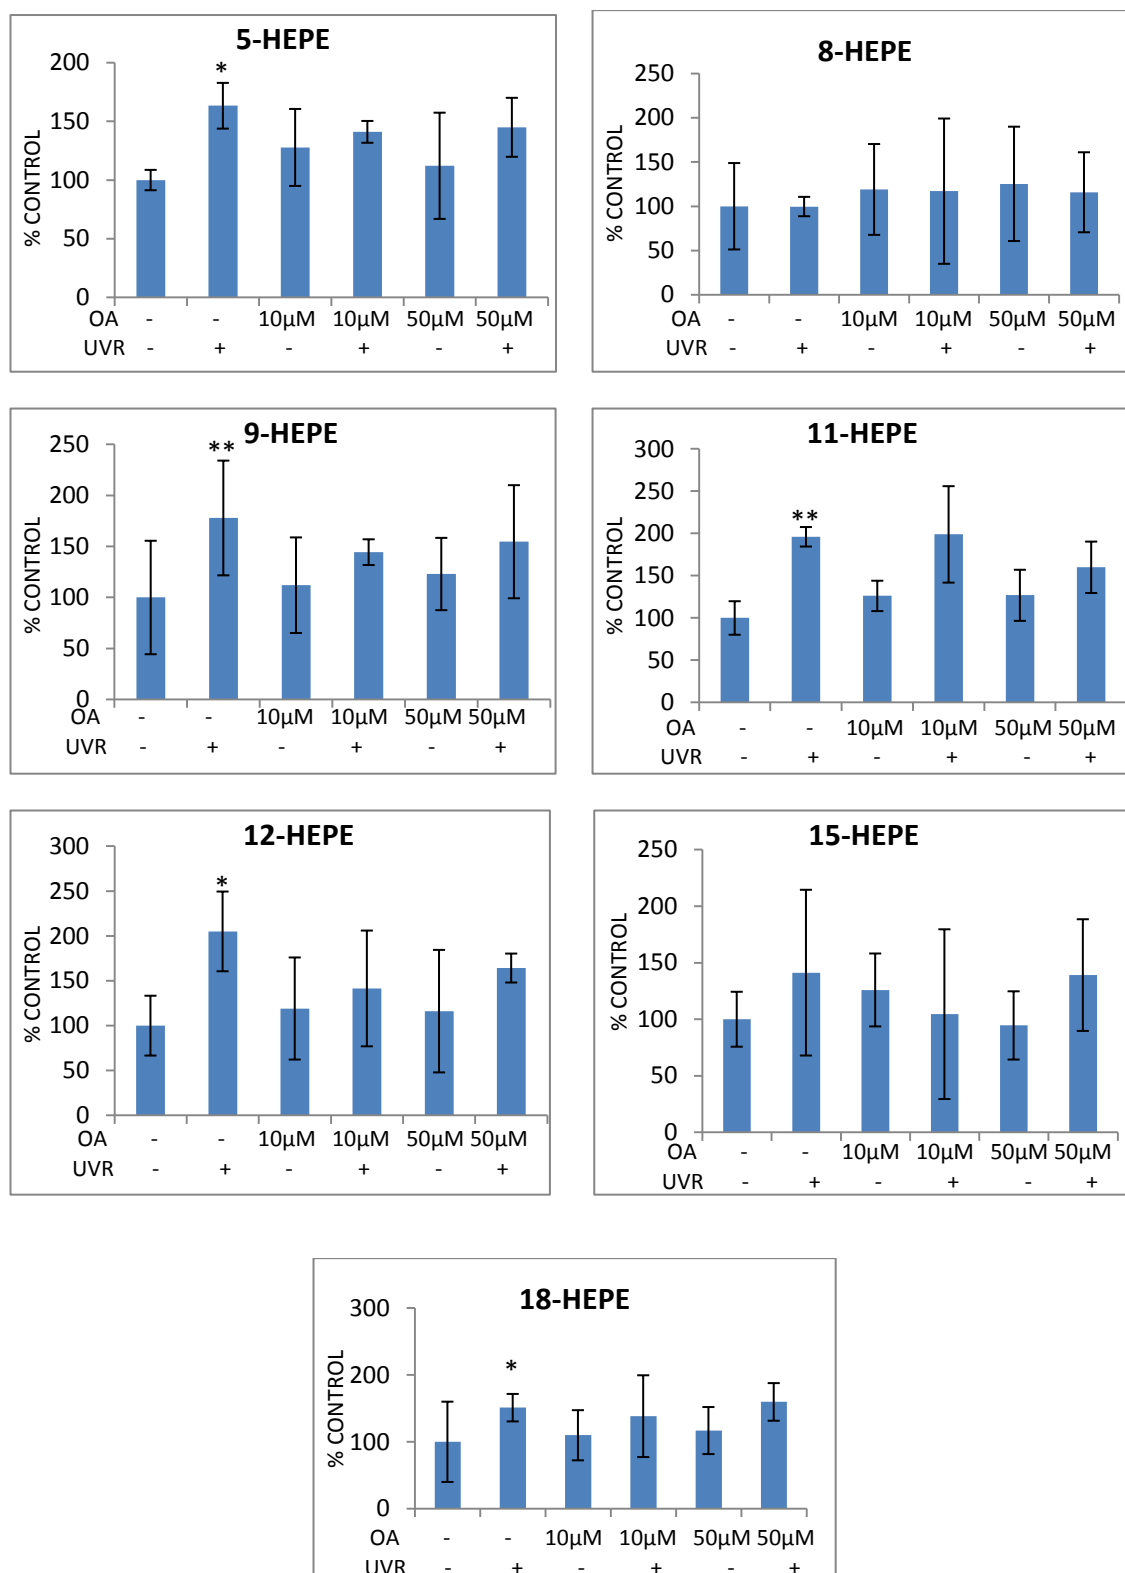 5-HEPE
% CONTROL
200
*
150
100
50
0
OA - - 10µM 10µM 50µM 50µM
UVR - + - + - +
8-HEPE
% CONTROL
250
200
150
100
50
0
OA - - 10µM 10µM 50µM 50µM
UVR - + - + - +
9-HEPE
% CONTROL
250
**
200
150
100
50
0
OA - - 10µM 10µM 50µM 50µM
UVR - + - + - +
11-HEPE
% CONTROL
300
250
**
200
150
100
50
0
OA - - 10µM 10µM 50µM 50µM
UVR - + - + - +
12-HEPE
% CONTROL
300
*
250
200
150
100
50
0
OA - - 10µM 10µM 50µM 50µM
UVR - + - + - +
15-HEPE
% CONTROL
250
200
150
100
50
0
OA - - 10µM 10µM 50µM 50µM
UVR - + - + - +
18-HEPE
% CONTROL
300
*
200
100
0
OA - - 10µM 10µM 50µM 50µM
UVR - + - + - +